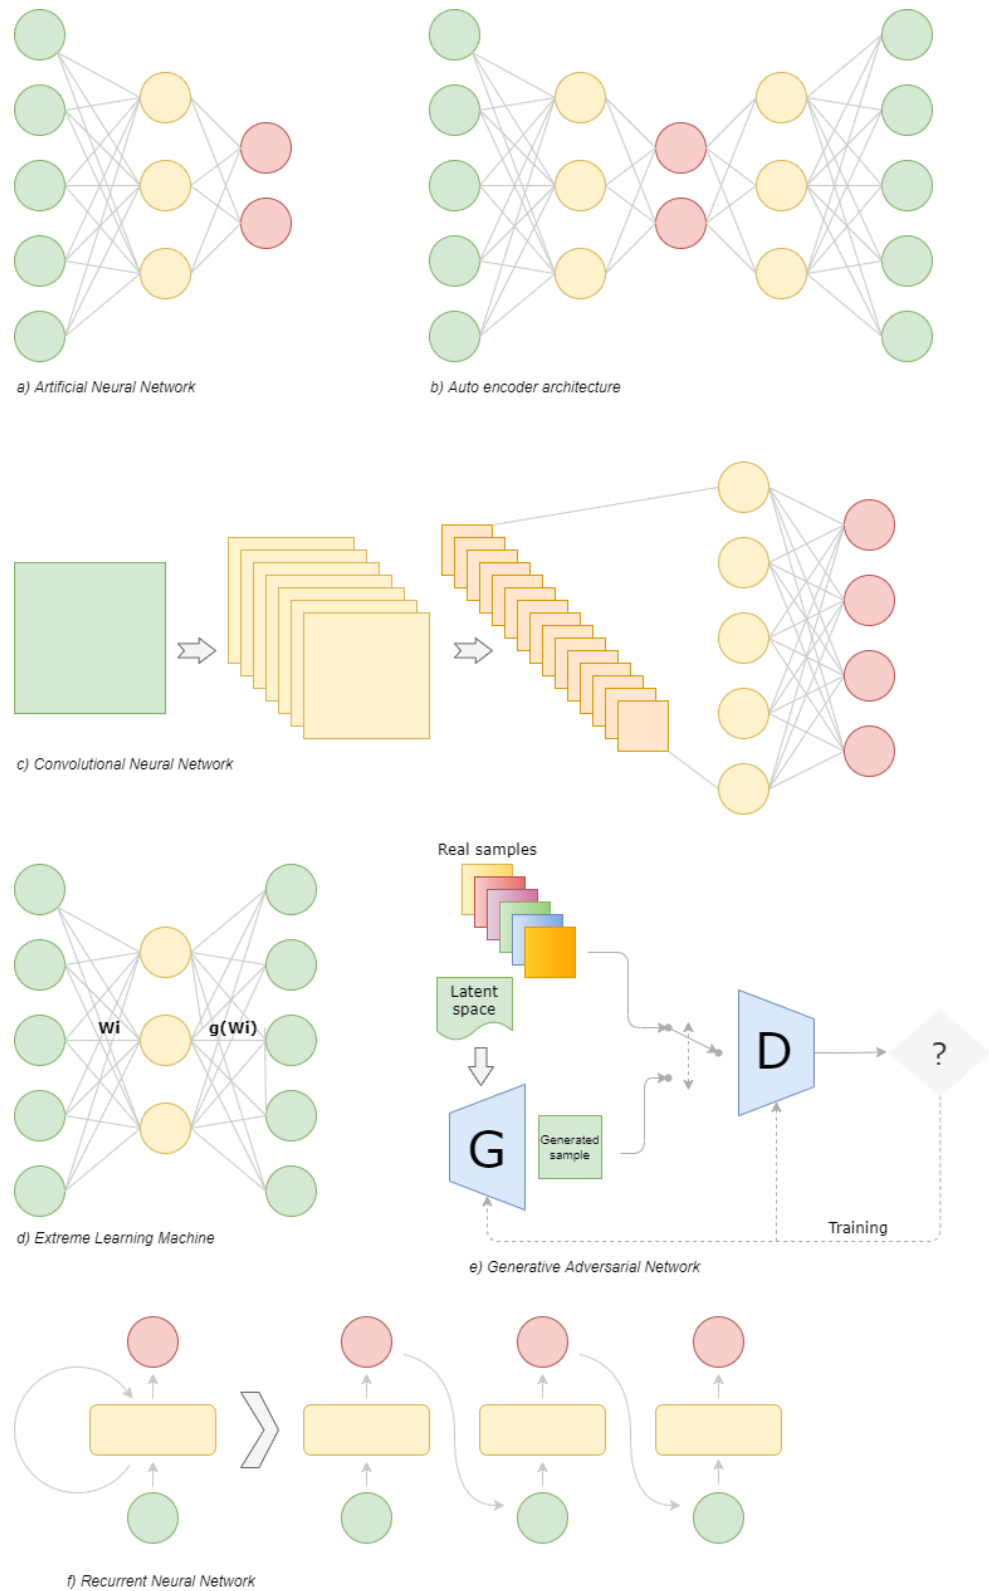 a) Artificial Neural Network
b) Auto encoder architecture
c) Convolutional Neural Network
Real samples
Latent
space
Wi
g(Wi)
D
?
G
Generated
sample
Training
d) Extreme Learning Machine
e) Generative Adversarial Network
f) Recurrent Neural Network